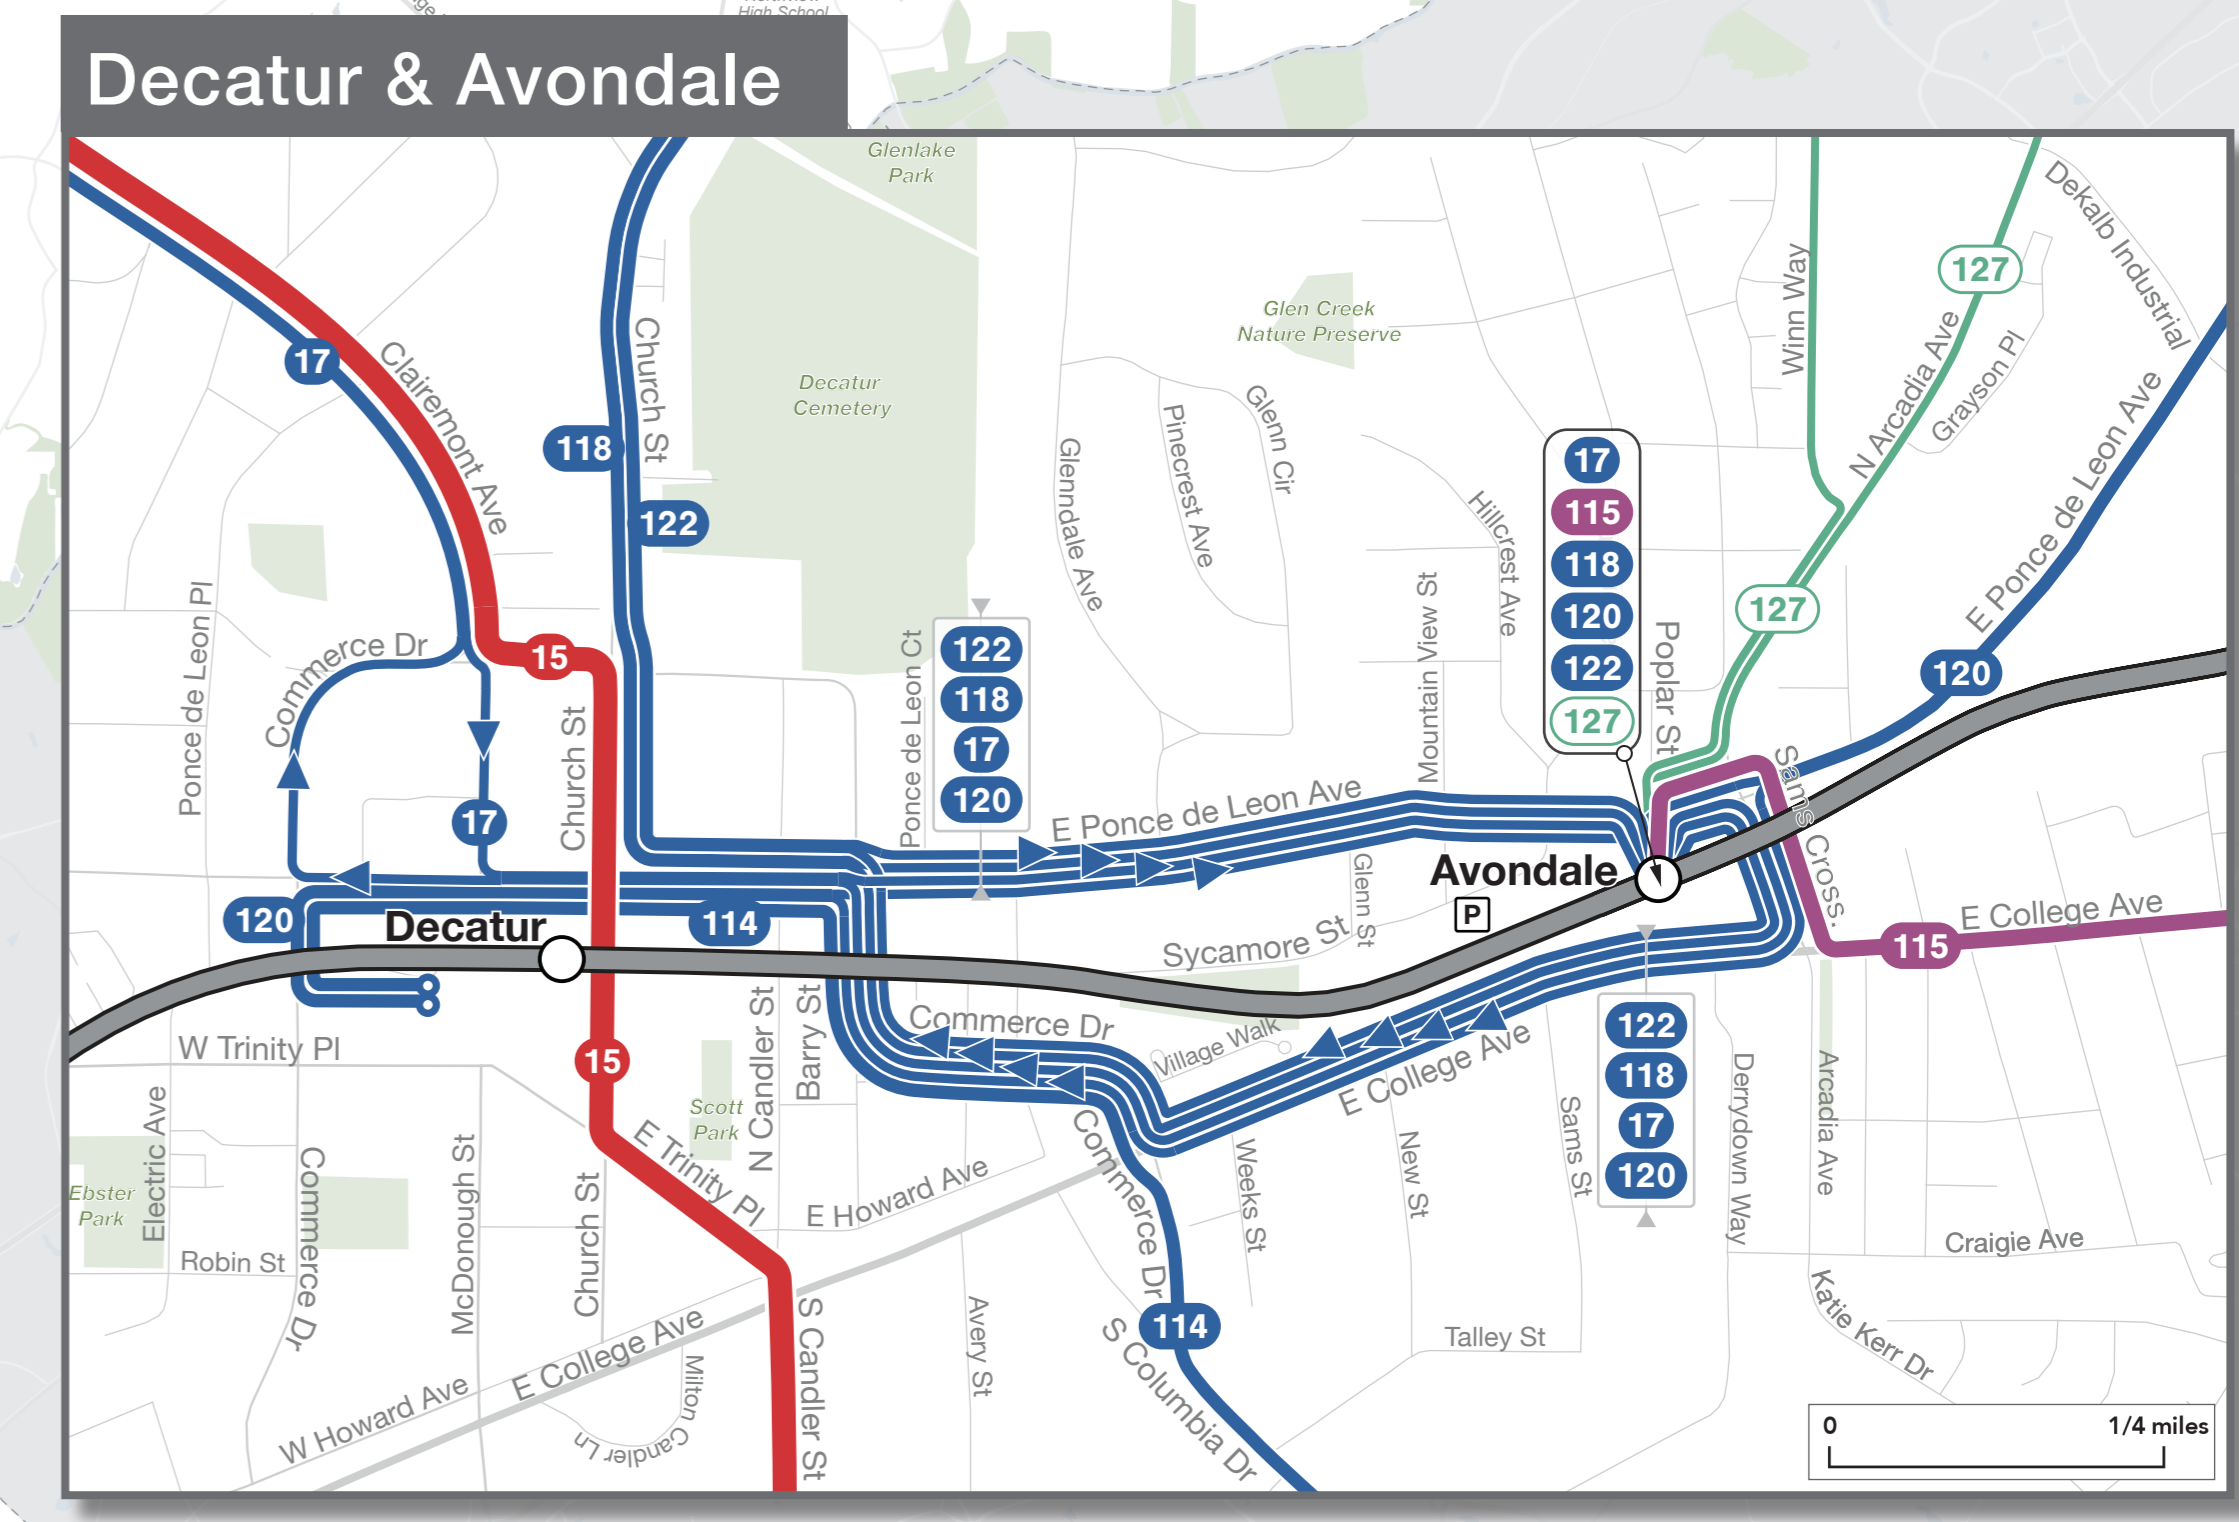 High School
Decatur & Avondale
Glenlake
Park
Dekalb Industrial
Winn Way
127
Glen Creek
Nature Preserve
N Arcadia Ave
Grayson Pl
17
Clairemont Ave
Church St
Decatur
Cemetery
E Ponce de Leon Ave
Glenn Cir
Pinecrest Ave
Glenndale Ave
118
122
17
115
118
120
122
127
Hillcrest Ave
Mountain View St
Poplar St
127
120
Ponce de Leon Pl
Commerce Dr
15
Church St
17
Ponce de Leon Ct
122
118
17
120
E Ponce de Leon Ave
Sams Cross.
Avondale
P
Glenn St
Sycamore St
E College Ave
115
120
Decatur
114
W Trinity Pl
N Candler St
Barry St
Commerce Dr
Village Walk
E College Ave
122
118
17
120
15
Scott
Park
E Trinity Pl
E Howard Ave
Electric Ave
Ebster
Park
Robin St
Commerce Dr
McDonough St
Church St
Commerce Dr
Weeks St
New St
Sams St
Derrydown Way
Arcadia Ave
Craigie Ave
Katie Kerr Dr
114
Talley St
S Columbia Dr
Avery St
S Candler St
Milton Candler Ln
E College Ave
W Howard Ave
0 1/4 miles